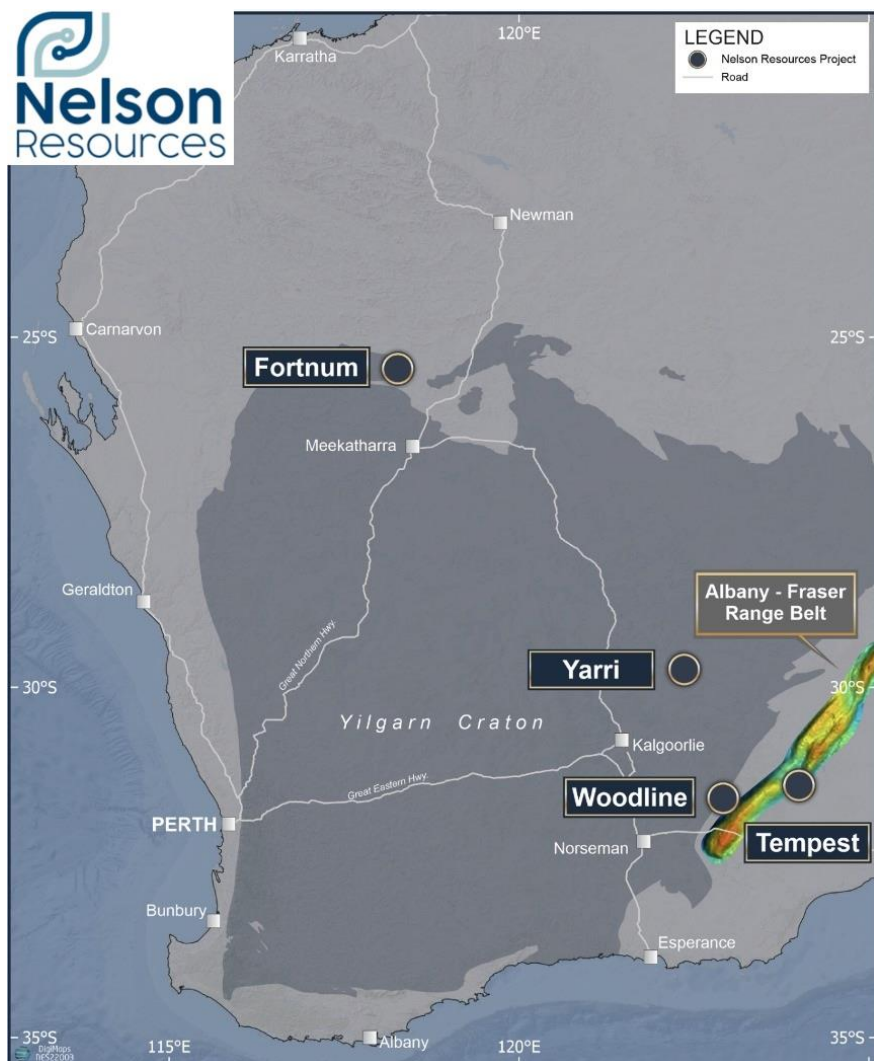 Nelson
Resources
120°E
LEGEND
Nelson Resources Project
Road
Karratha
Newman
Carnarvon
25°S
25°S
Fortnum
Meekatharra
Geraldton
Albany - Fraser
Range Belt
Yarri
30°S
30°S
Great Northern Hwy.
Yilgarn Craton
Kalgoorlie
Great Eastern Hwy.
Woodline
PERTH
Norseman
Tempest
Bunbury
Esperance
35°S
35°S
DigiMaps
NES22003
115°E
Albany
120°E